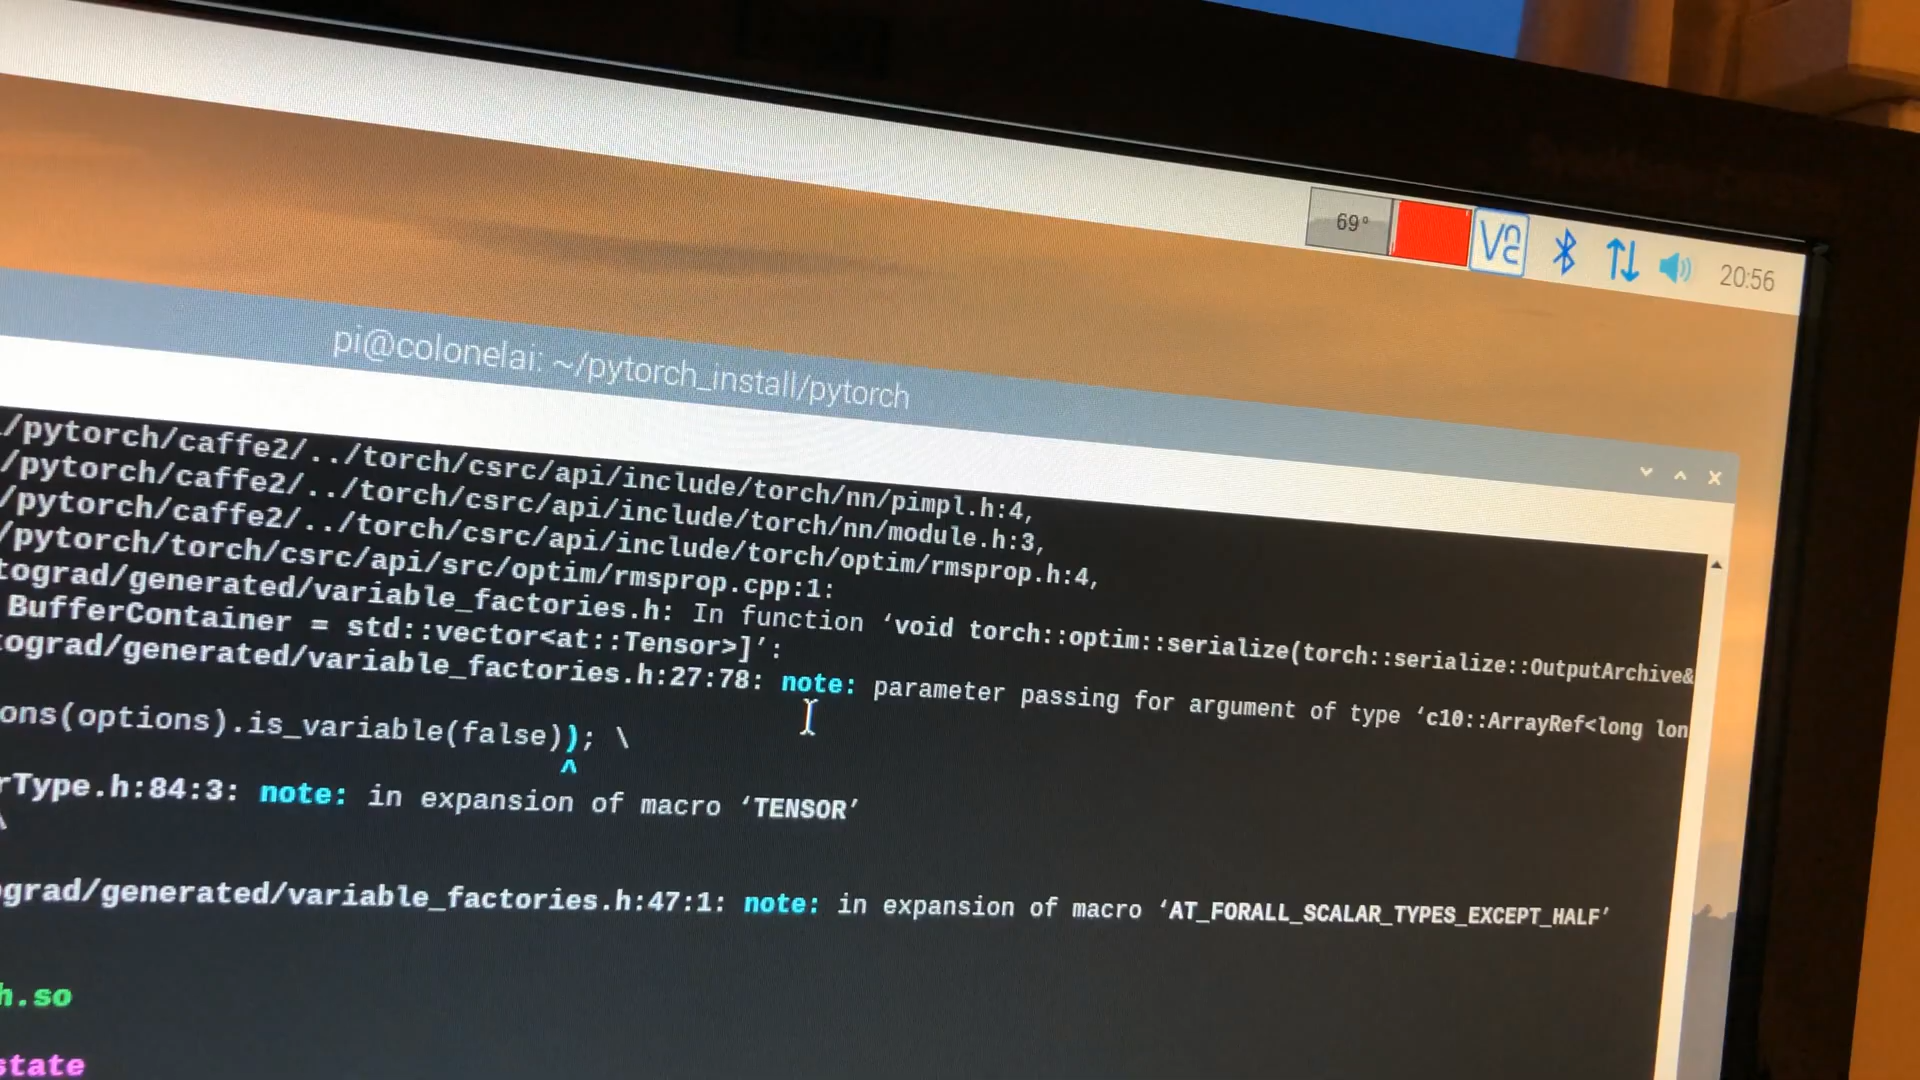 69°
V2
20:56
pi@colonelai: ~/pytorch_install/pytorch
/pytorch/caffe2/../torch/csrc/api/include/torch/nn/pimpl.h:4,
/pytorch/caffe2/../torch/csrc/api/include/torch/nn/module.h:3,
/pytorch/caffe2/../torch/csrc/api/include/torch/optim/rmsprop.h:4,
/pytorch/torch/csrc/api/src/optim/rmsprop.cpp:1:
tograd/generated/variable_factories.h: In function ‘void torch::optim::serialize(torch::serialize::OutputArchive&
BufferContainer = std::vector<at::Tensor>]’:
tograd/generated/variable_factories.h:27:78: note: parameter passing for argument of type ‘c10::ArrayRef<long lon
ons(options).is_variable(false)); \
^
rType.h:84:3: note: in expansion of macro ‘TENSOR’
\
ograd/generated/variable_factories.h:47:1: note: in expansion of macro ‘AT_FORALL_SCALAR_TYPES_EXCEPT_HALF’
h.so
state